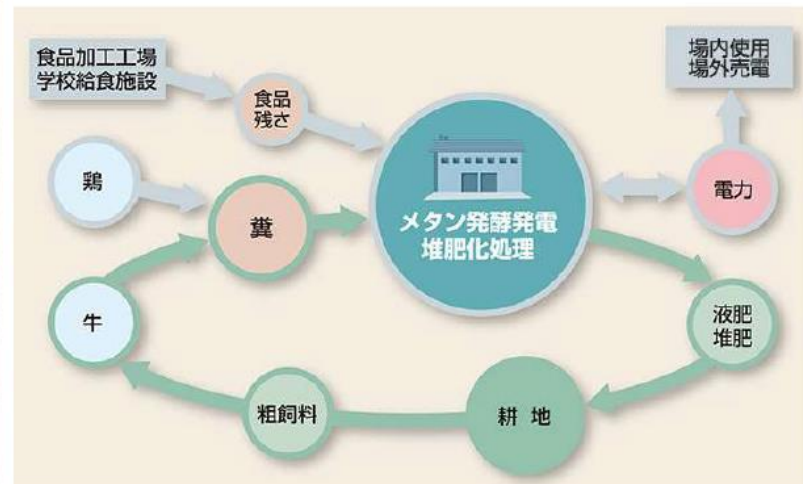 食品加工工場
学校給食施設
食品
残さ
場内使用
場外売電
鶏
糞
メタン発酵発電
堆肥化処理
電力
牛
液肥
堆肥
粗飼料
耕地